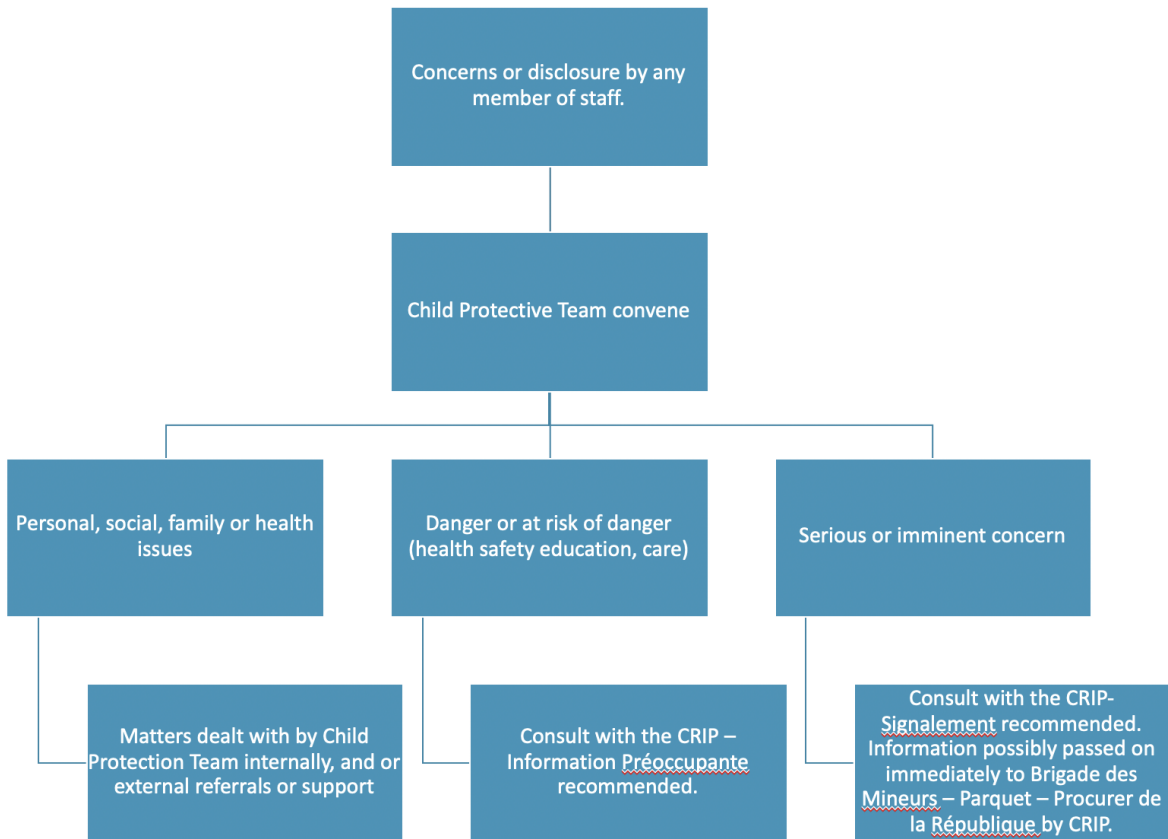 Concerns or disclosure by any
member of staff.
Child Protective Team convene
Personal, social, family or health
issues
Danger or at risk of danger
(health safety education, care)
Serious or imminent concern
Matters dealt with by Child
Protection Team internally, and or
external referrals or support
Consult with the CRIP –
Information Préoccupante
recommended.
Consult with the CRIP-
Signalement recommended.
Information possibly passed on
immediately to Brigade des
Mineurs – Parquet – Procurer de
la République by CRIP.